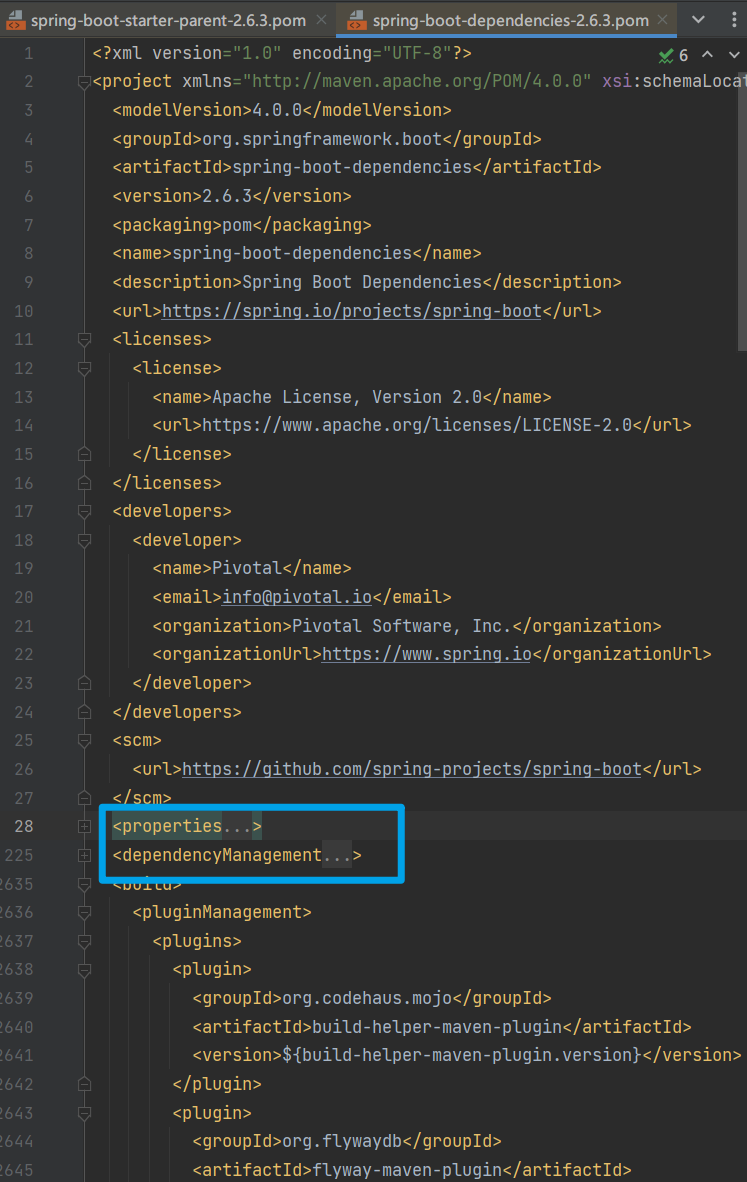 spring-boot-starter-parent-2.6.3.pom spring-boot-dependencies-2.6.3.pom
1 <?xml version="1.0" encoding="UTF-8"?> 6
2 <project xmlns="http://maven.apache.org/POM/4.0.0" xsi:schemaLocat
3 <modelVersion>4.0.0</modelVersion>
4 <groupId>org.springframework.boot</groupId>
5 <artifactId>spring-boot-dependencies</artifactId>
6 <version>2.6.3</version>
7 <packaging>pom</packaging>
8 <name>spring-boot-dependencies</name>
9 <description>Spring Boot Dependencies</description>
10 <url>https://spring.io/projects/spring-boot</url>
11 <licenses>
12 <license>
13 <name>Apache License, Version 2.0</name>
14 <url>https://www.apache.org/licenses/LICENSE-2.0</url>
15 </license>
16 </licenses>
17 <developers>
18 <developer>
19 <name>Pivotal</name>
20 <email>info@pivotal.io</email>
21 <organization>Pivotal Software, Inc.</organization>
22 <organizationUrl>https://www.spring.io</organizationUrl>
23 </developer>
24 </developers>
25 <scm>
26 <url>https://github.com/spring-projects/spring-boot</url>
27 </scm>
28 <properties...>
225 <dependencyManagement...>
2635 <build>
2636 <pluginManagement>
2637 <plugins>
2638 <plugin>
2639 <groupId>org.codehaus.mojo</groupId>
2640 <artifactId>build-helper-maven-plugin</artifactId>
2641 <version>${build-helper-maven-plugin.version}</version>
2642 </plugin>
2643 <plugin>
2644 <groupId>org.flywaydb</groupId>
2645 <artifactId>flyway-maven-plugin</artifactId>